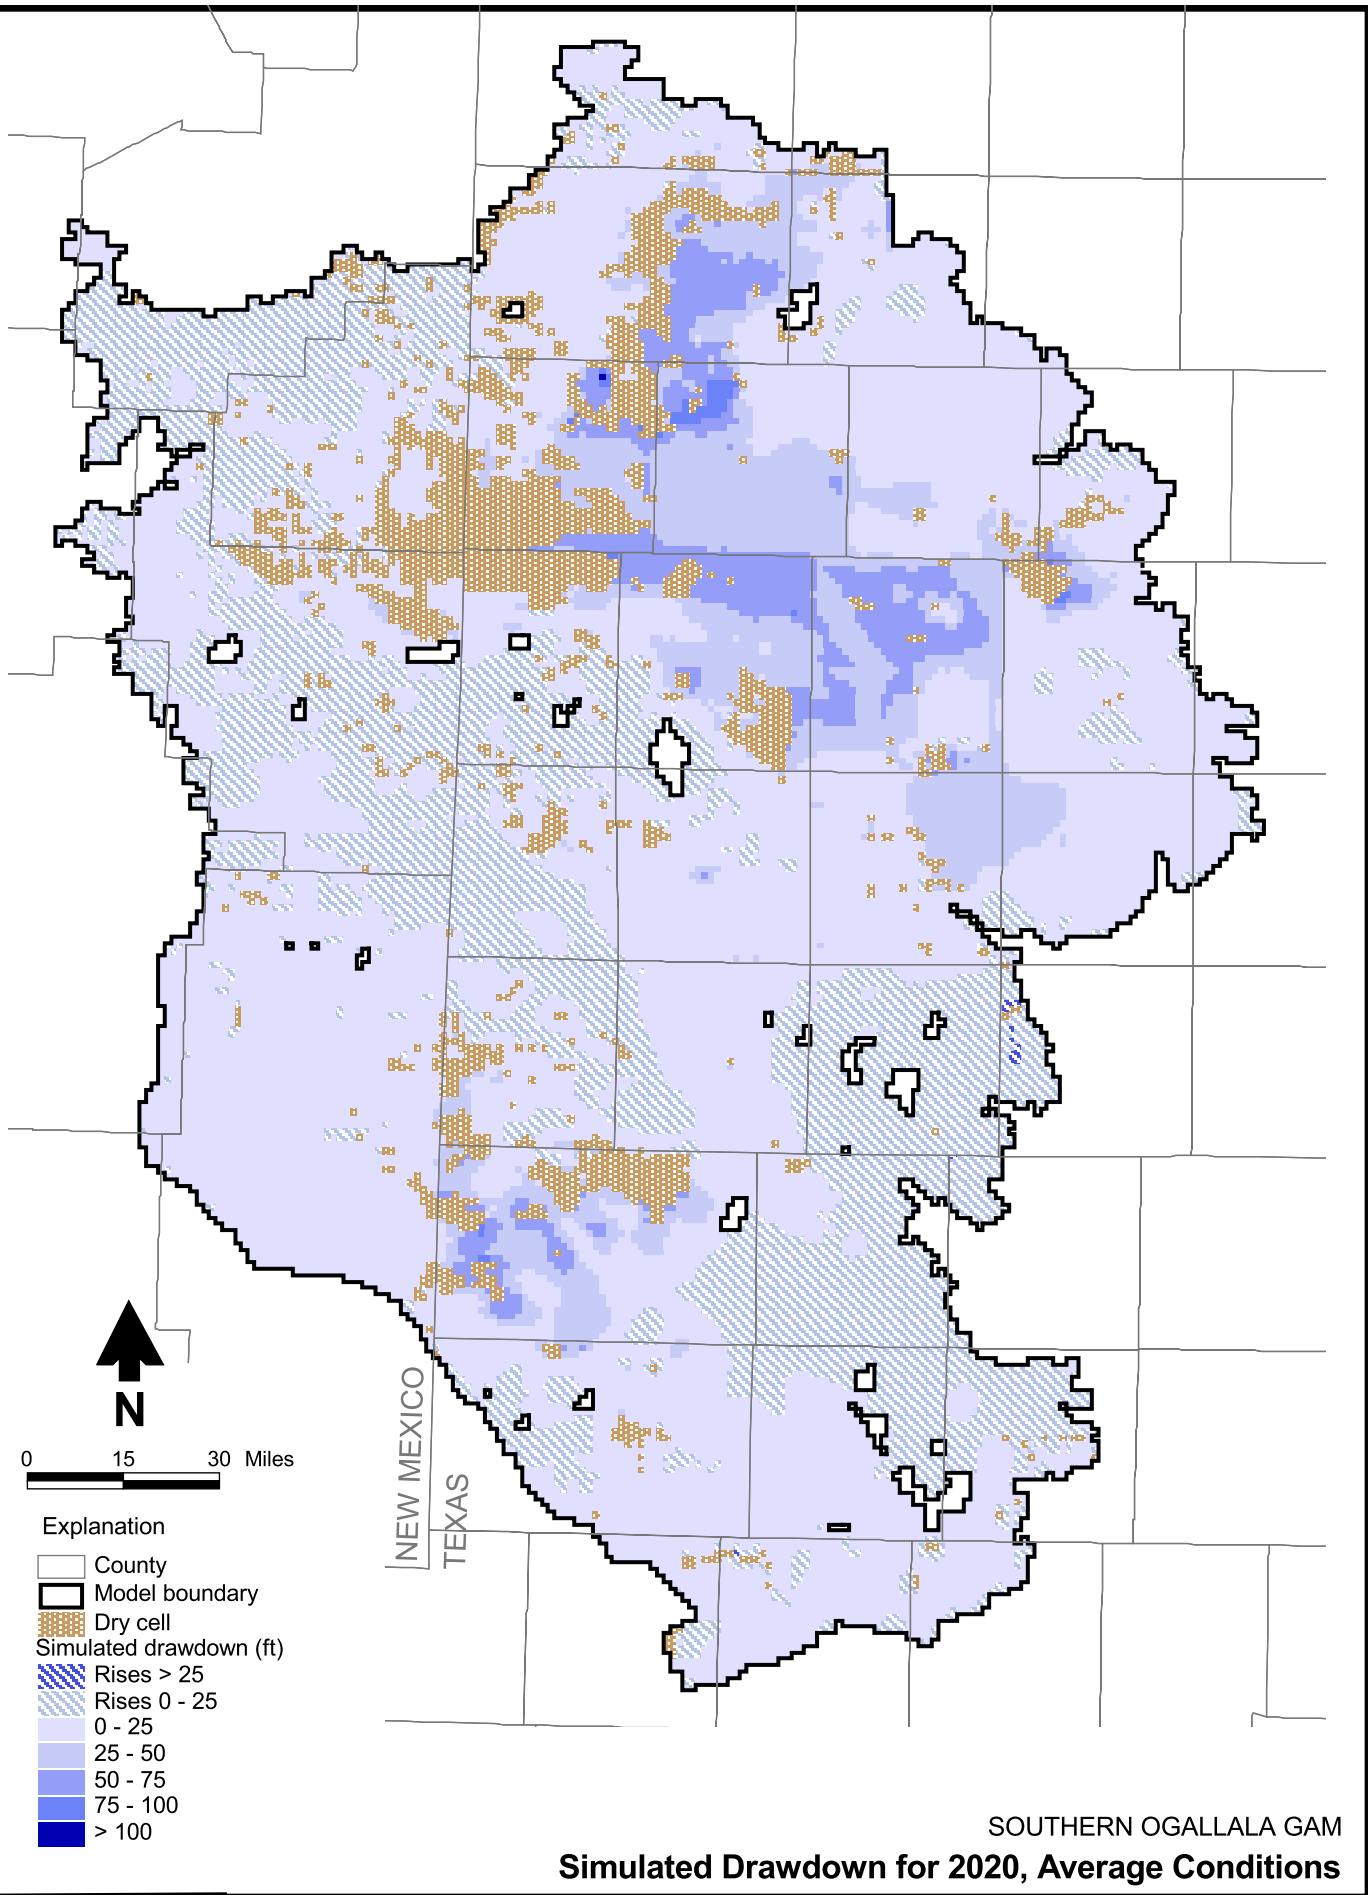 NEW MEXICO
TEXAS
N
0 15 30 Miles
Explanation
County
Model boundary
Dry cell
Simulated drawdown (ft)
Rises > 25
Rises 0 - 25
0 - 25
25 - 50
50 - 75
75 - 100
> 100
SOUTHERN OGALLALA GAM
Simulated Drawdown for 2020, Average Conditions